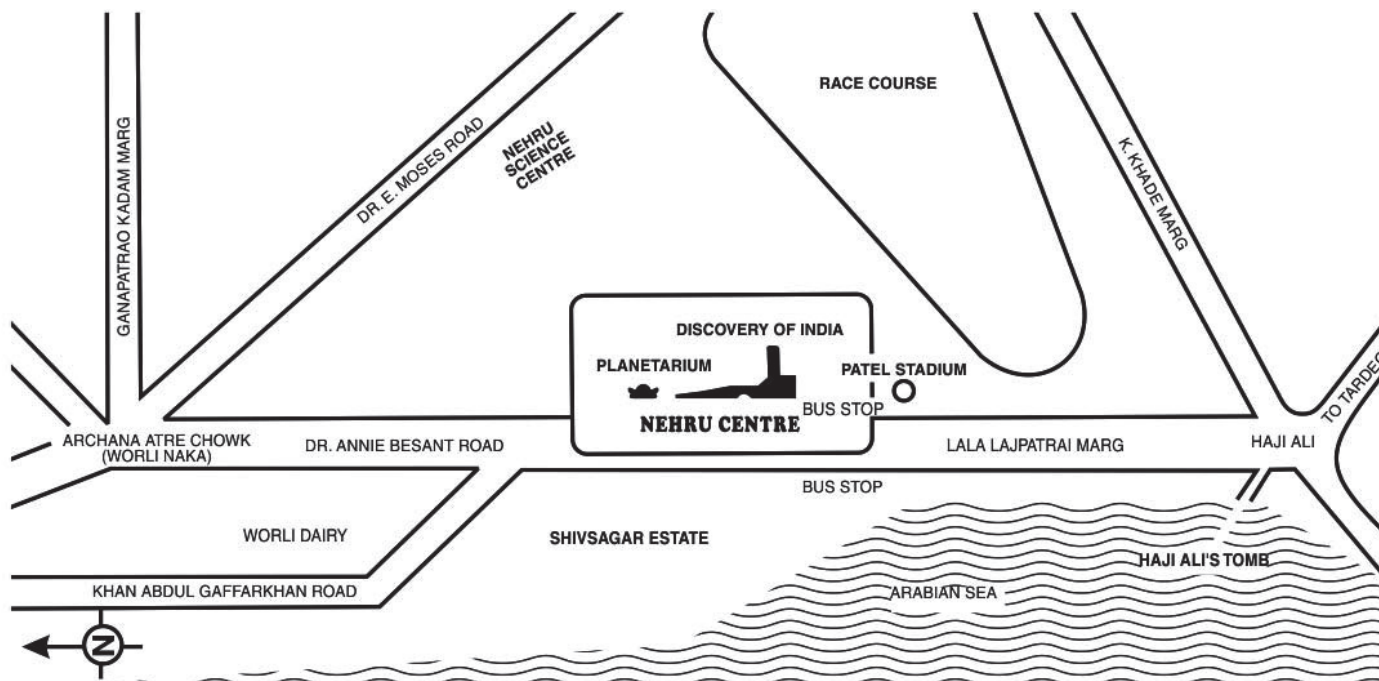 RACE COURSE
GANAPATRAO KADAM MARG
DR. E. MOSES ROAD
NEHRU
SCIENCE
CENTRE
K. KHADE MARG
DISCOVERY OF INDIA
PLANETARIUM
PATEL STADIUM
BUS STOP
NEHRU CENTRE
TO TARDEO
ARCHANA ATRE CHOWK
(WORLI NAKA)
DR. ANNIE BESANT ROAD
LALA LAJPATRAI MARG
HAJI ALI
BUS STOP
WORLI DAIRY
SHIVSAGAR ESTATE
HAJI ALI'S TOMB
KHAN ABDUL GAFFARKHAN ROAD
ARABIAN SEA
N